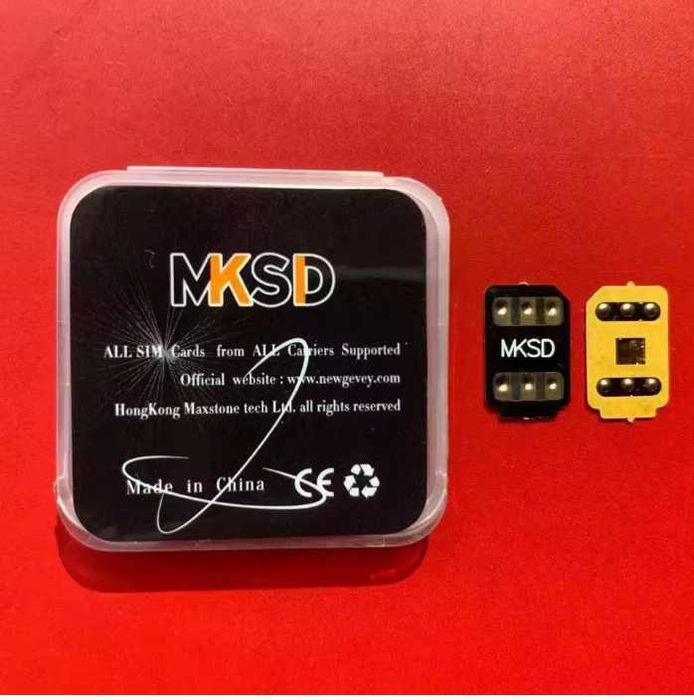 MKSD
ALL SIM Cards from ALL Carriers Supported
Official website : www.newgevey.com
HongKong Maxstone tech Ltd. all rights reserved
Made in China CE
MKSD